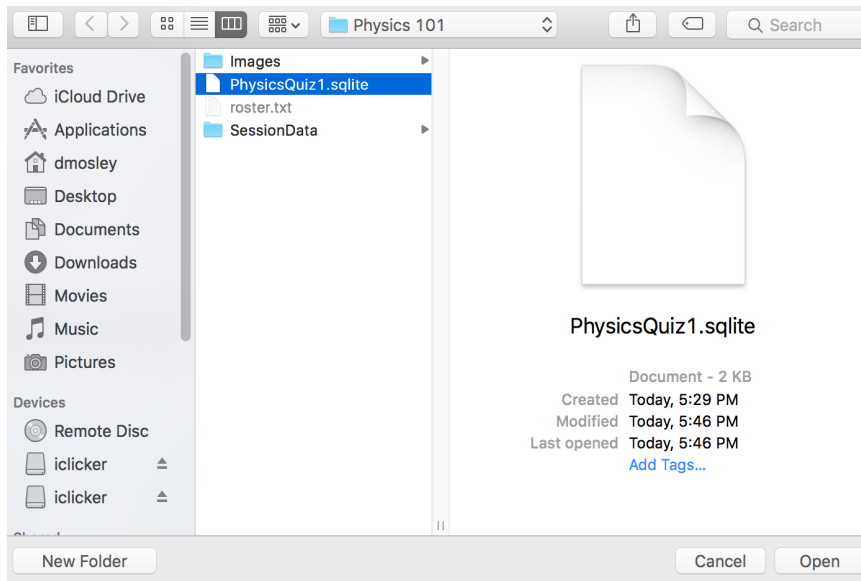 Physics 101
Search
Favorites
iCloud Drive
Applications
dmosley
Desktop
Documents
Downloads
Movies
Music
Pictures
Devices
Remote Disc
iclicker
iclicker
Images
PhysicsQuiz1.sqlite
roster.txt
SessionData
PhysicsQuiz1.sqlite
Document - 2 KB
Created Today, 5:29 PM
Modified Today, 5:46 PM
Last opened Today, 5:46 PM
Add Tags...
New Folder
Cancel
Open